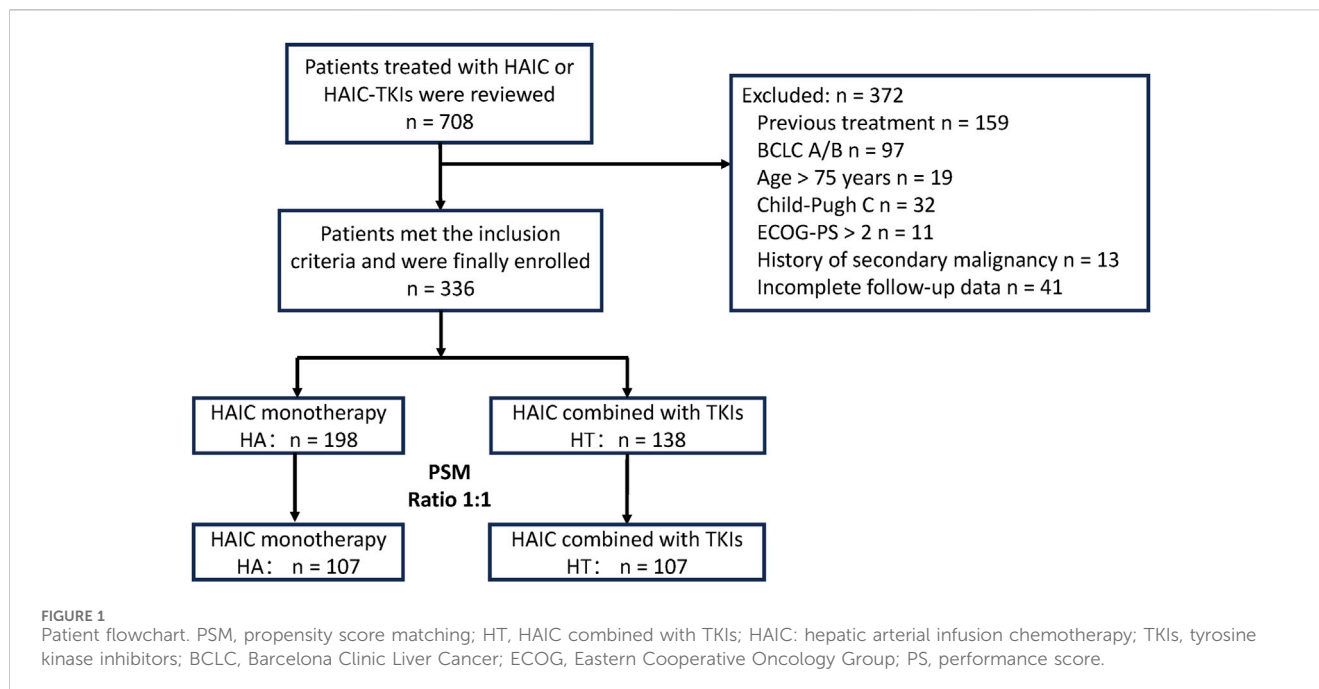 Patients treated with HAIC or
HAIC-TKIs were reviewed
n = 708
Excluded: n = 372
Previous treatment n = 159
BCLC A/B n = 97
Age > 75 years n = 19
Child-Pugh C n = 32
ECOG-PS > 2 n = 11
History of secondary malignancy n = 13
Incomplete follow-up data n = 41
Patients met the inclusion
criteria and were finally enrolled
n = 336
HAIC monotherapy
HA： n = 198
HAIC combined with TKIs
HT： n = 138
PSM
Ratio 1:1
HAIC monotherapy
HA： n = 107
HAIC combined with TKIs
HT： n = 107
FIGURE 1
Patient flowchart. PSM, propensity score matching; HT, HAIC combined with TKIs; HAIC: hepatic arterial infusion chemotherapy; TKIs, tyrosine
kinase inhibitors; BCLC, Barcelona Clinic Liver Cancer; ECOG, Eastern Cooperative Oncology Group; PS, performance score.